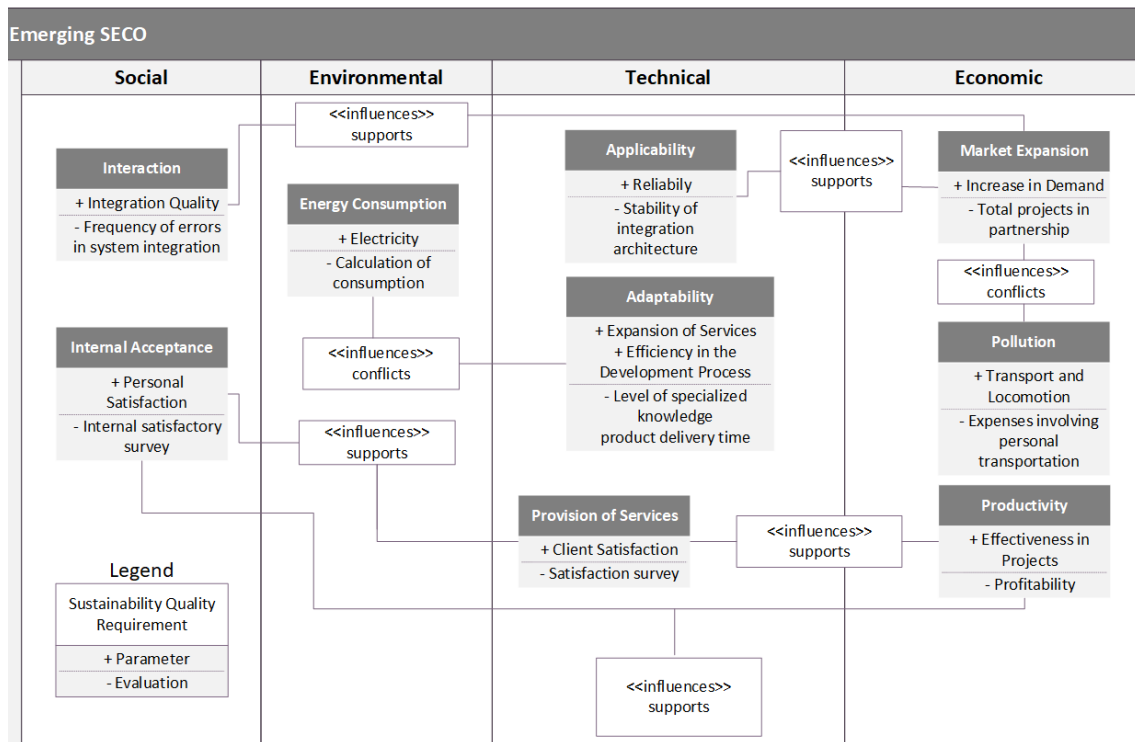 Emerging SECO
Social
Environmental
Technical
Economic
<<influences>>
supports
Interaction
+ Integration Quality
- Frequency of errors
in system integration
Energy Consumption
+ Electricity
- Calculation of
consumption
Applicability
+ Reliabily
- Stability of
integration
architecture
<<influences>>
supports
Market Expansion
+ Increase in Demand
- Total projects in
partnership
<<influences>>
conflicts
Adaptability
+ Expansion of Services
+ Efficiency in the
Development Process
- Level of specialized
knowledge
product delivery time
<<influences>>
conflicts
Internal Acceptance
+ Personal
Satisfaction
- Internal satisfactory
survey
<<influences>>
supports
Pollution
+ Transport and
Locomotion
- Expenses involving
personal
transportation
Provision of Services
+ Client Satisfaction
- Satisfaction survey
<<influences>>
supports
Productivity
+ Effectiveness in
Projects
- Profitability
Legend
Sustainability Quality
Requirement
+ Parameter
- Evaluation
<<influences>>
supports